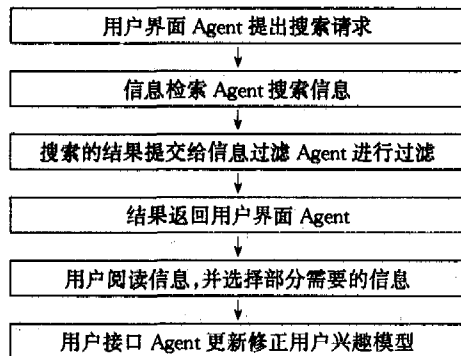 用户界面 Agent 提出搜索请求
信息检索 Agent 搜索信息
搜索的结果提交给信息过滤 Agent 进行过滤
结果返回用户界面 Agent
用户阅读信息,并选择部分需要的信息
用户接口 Agent 更新修正用户兴趣模型